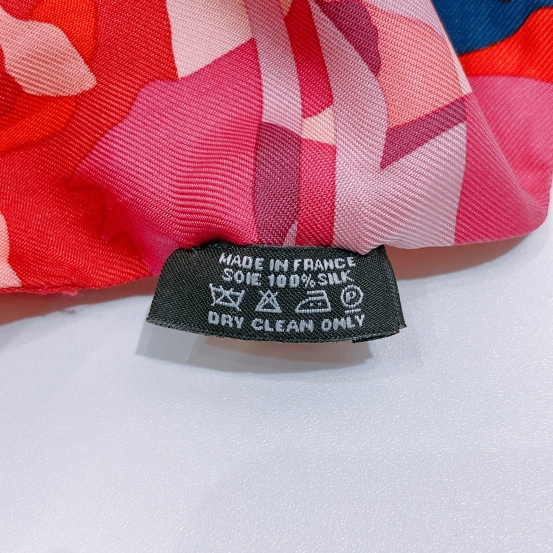 MADE IN FRANCE
SOIE 100% SILK
P
DRY CLEAN ONLY